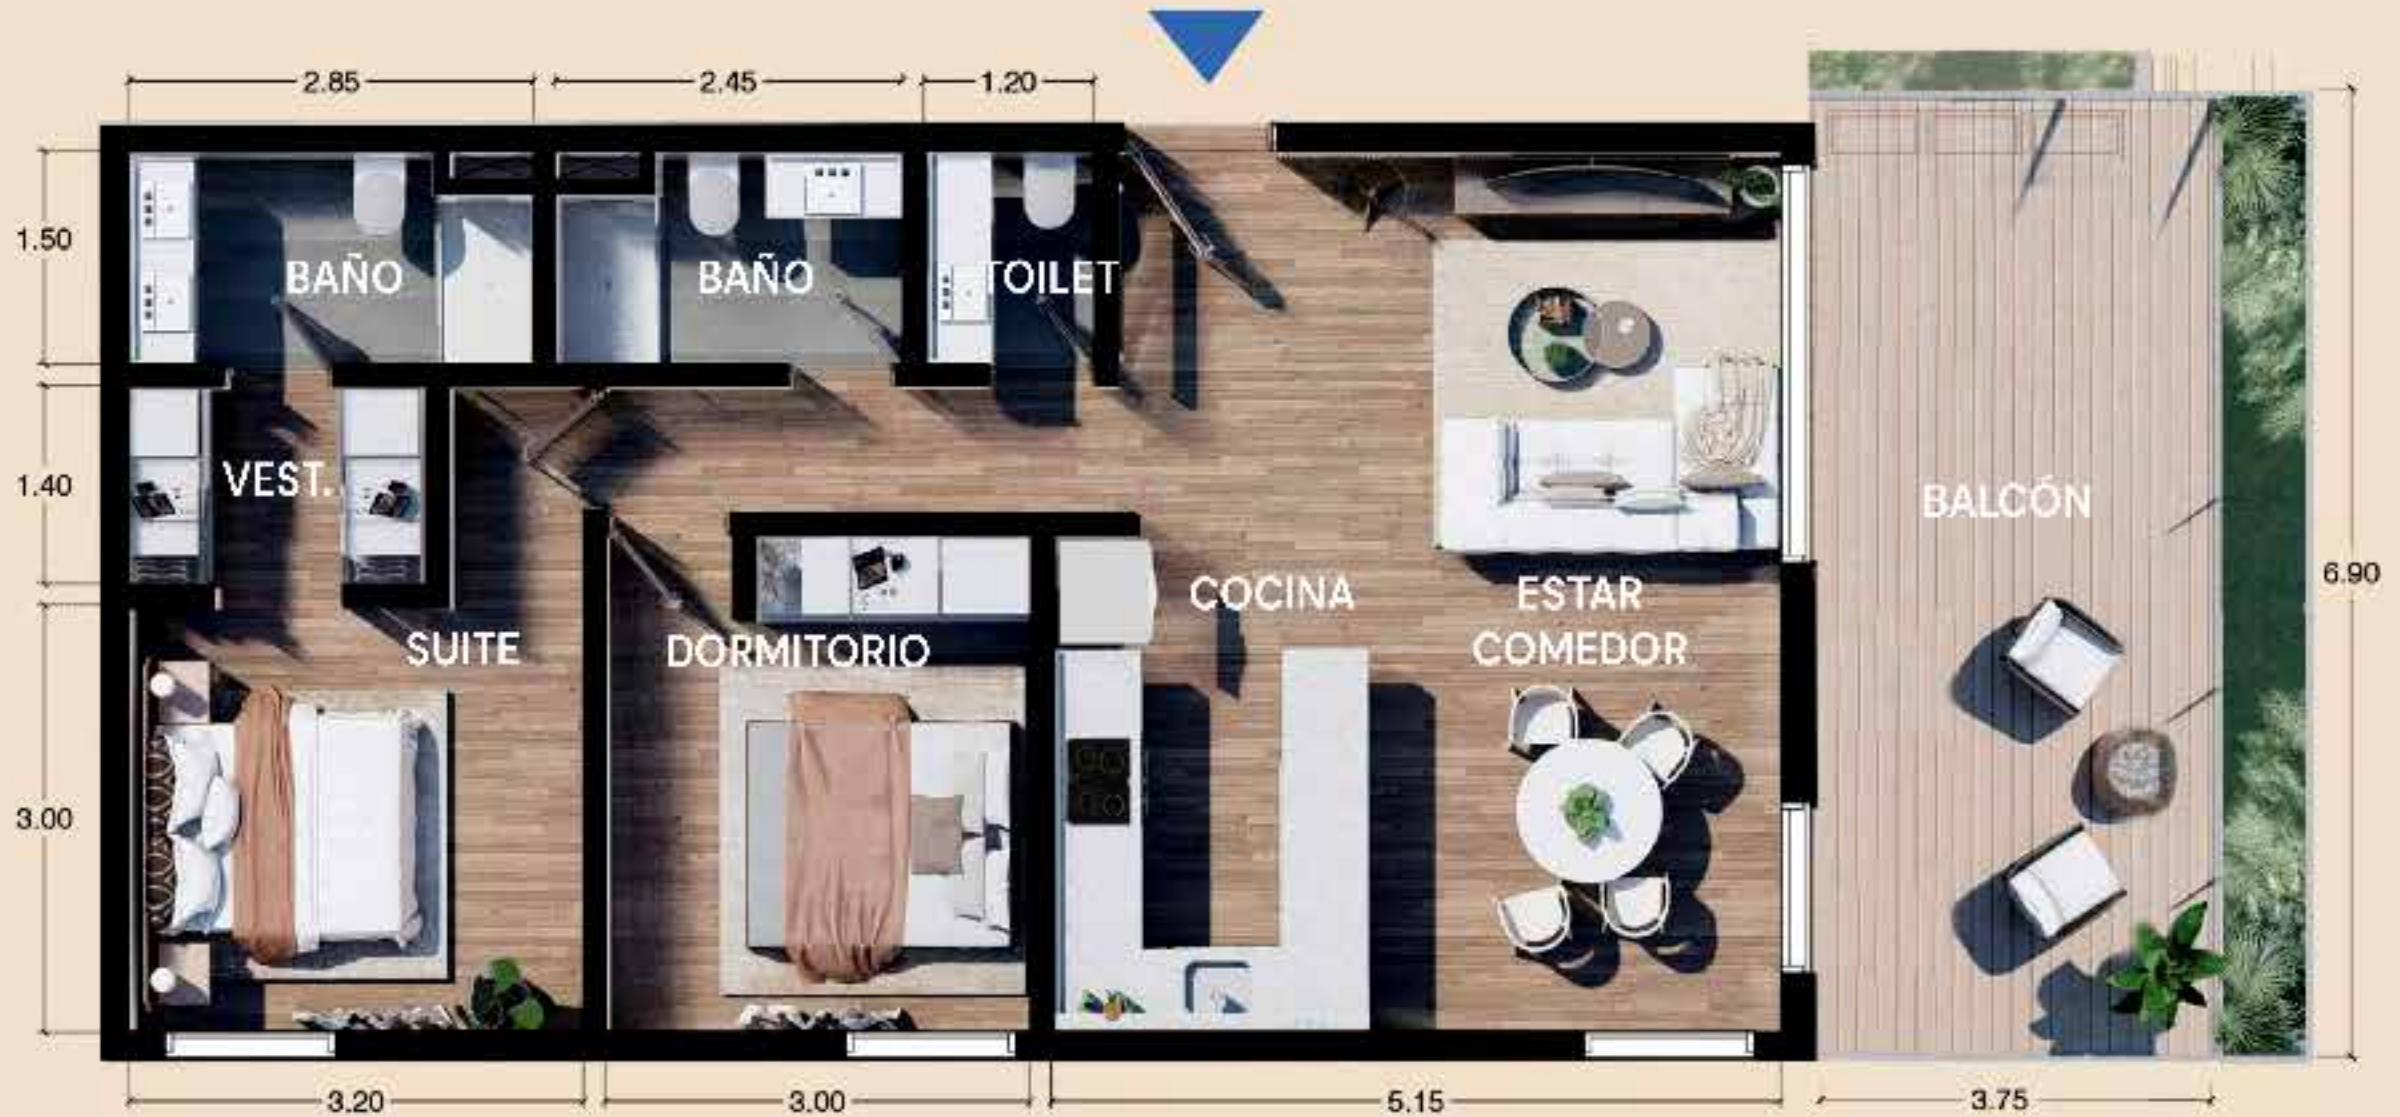 2.85
2.45
1.20
1.50
BAÑO
BAÑO
TOILET
1.40
VEST.
BALCÓN
6.90
COCINA
ESTAR
COMEDOR
SUITE
DORMITORIO
3.00
3.20
3.00
5.15
3.75